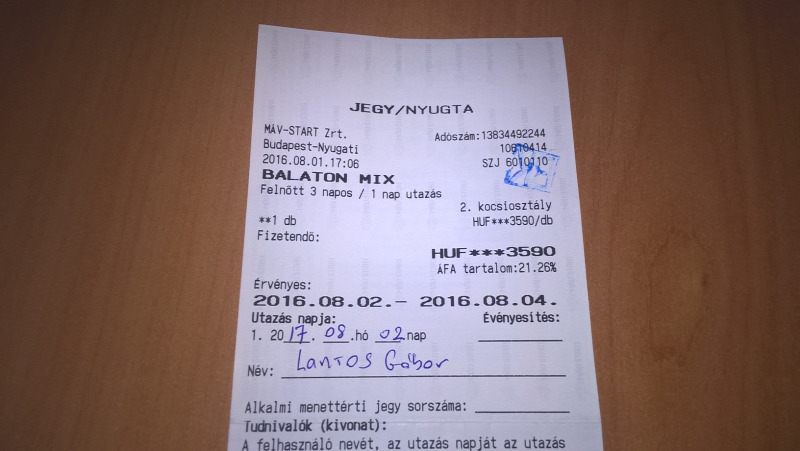 JEGY/NYUGTA
MÁV-START Zrt. Adószám:13834492244
Budapest-Nyugati 10610414
2016.08.01.17:06 SZJ 6010110
BALATON MIX
Felnőtt 3 napos / 1 nap utazás
2. kocsiosztály
**1 db HUF***3590/db
Fizetendő:
HUF***3590
ÁFA tartalom:21.26%
Érvényes:
2016.08.02.- 2016.08.04.
Utazás napja: Érvényesítés:
1. 2017. 08.hó 02nap
Név: Lantos Gábor
Alkalmi menettérti jegy sorszáma:
Tudnivalók (kivonat):
A felhasználó nevét, az utazás napját az utazás